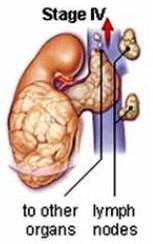 Stage IV
to other lymph
organs nodes